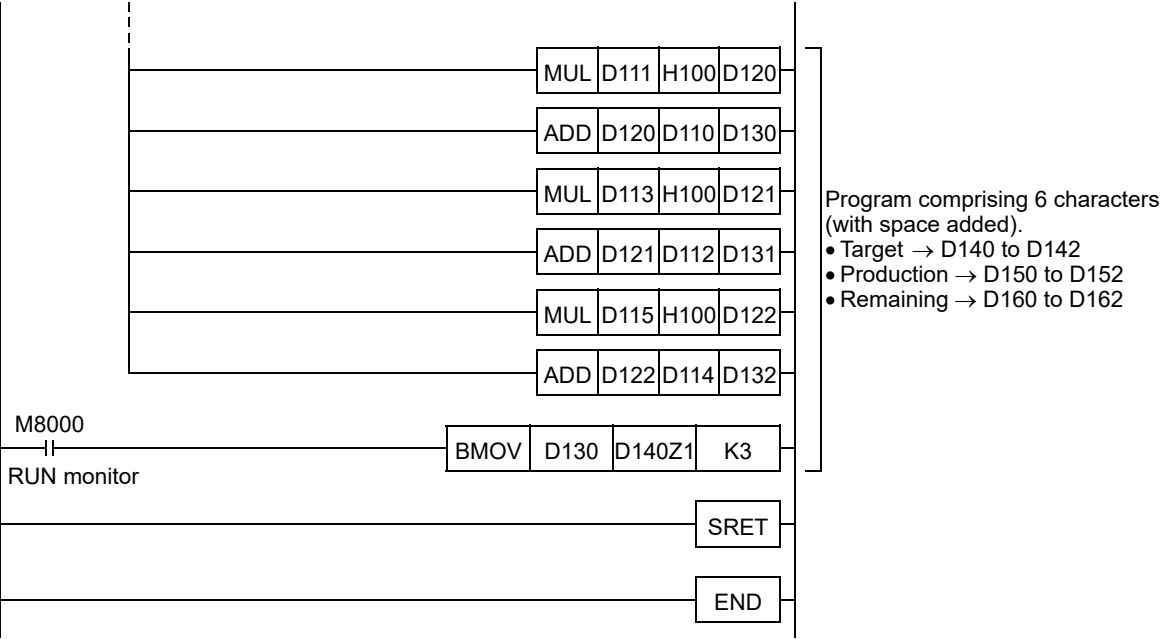 MUL D111 H100 D120
ADD D120 D110 D130
MUL D113 H100 D121
ADD D121 D112 D131
MUL D115 H100 D122
ADD D122 D114 D132
Program comprising 6 characters
(with space added).
• Target → D140 to D142
• Production → D150 to D152
• Remaining → D160 to D162
M8000
BMOV D130 D140Z1 K3
RUN monitor
SRET
END